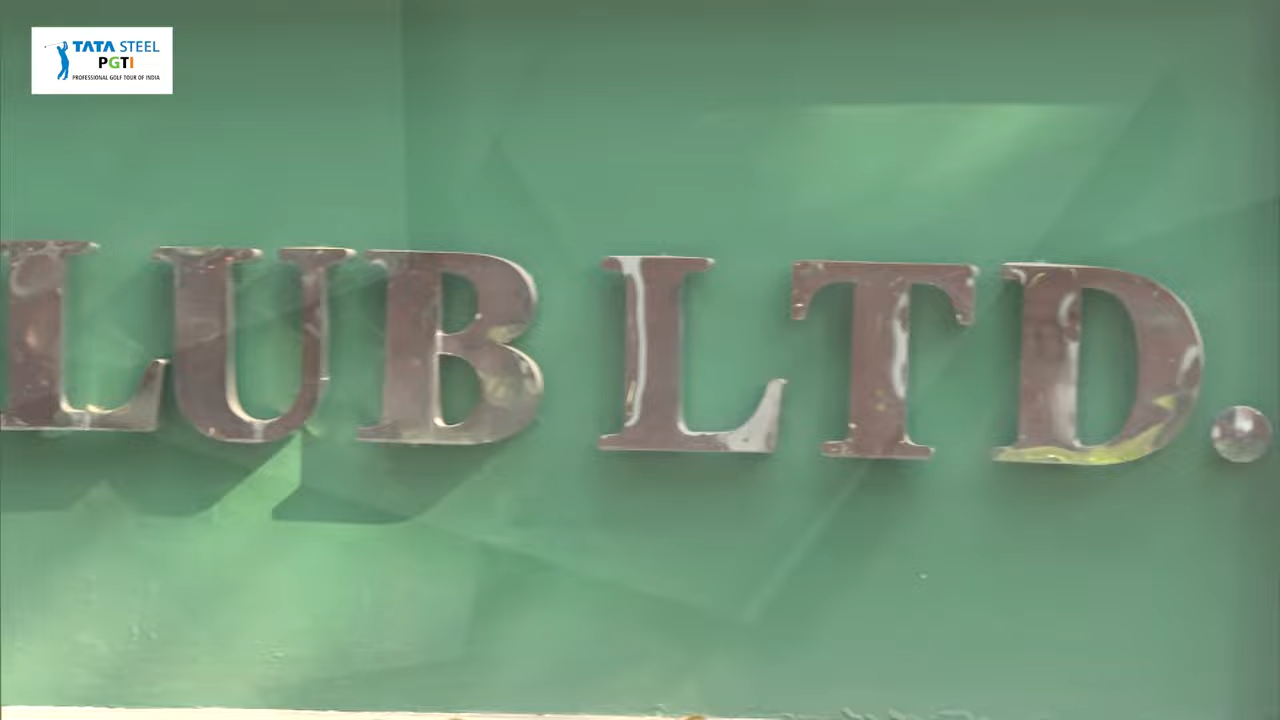 TATA STEEL
PGTI
PROFESSIONAL GOLF TOUR OF INDIA
LUB LTD.